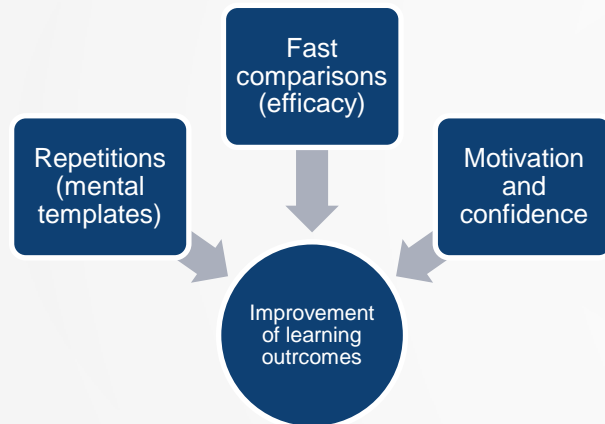 Fast
comparisons
(efficacy)
Repetitions
(mental
templates)
Motivation
and
confidence
Improvement
of learning
outrcomes